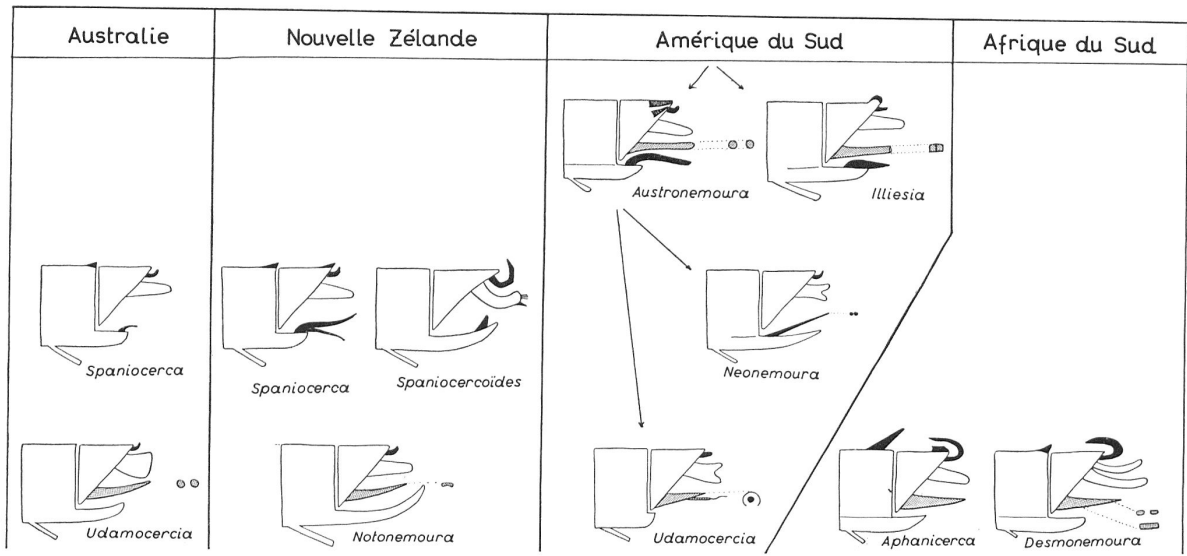 Australie
Nouvelle Zélande
Amérique du Sud
Afrique du Sud
Austronemoura
Illiesia
Spaniocerca
Spaniocerca
Spaniocercoïdes
Neonemoura
Udamocercia
Notonemoura
Udamocercia
Aphanicerca
Desmonemoura